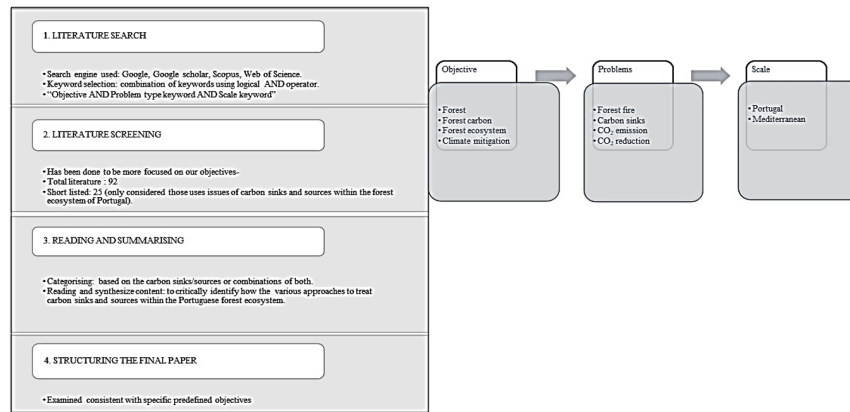 1. LITERATURE SEARCH
• Search engine used: Google, Google scholar, Scopus, Web of Science.
• Keyword selection: combination of keywords using logical AND operator.
• “Objective AND Problem type keyword AND Scale keyword”
2. LITERATURE SCREENING
• Has been done to be more focused on our objectives-
• Total literature : 92
• Short listed: 25 (only considered those uses issues of carbon sinks and sources within the forest
ecosystem of Portugal).
3. READING AND SUMMARISING
• Categorising: based on the carbon sinks/sources or combinations of both.
• Reading and synthesize content: to critically identify how the various approaches to treat
carbon sinks and sources within the Portuguese forest ecosystem.
4. STRUCTURING THE FINAL PAPER
• Examined consistent with specific predefined objectives
Objective
• Forest
• Forest carbon
• Forest ecosystem
• Climate mitigation
Problems
• Forest fire
• Carbon sinks
• CO₂ emission
• CO₂ reduction
Scale
• Portugal
• Mediterranean